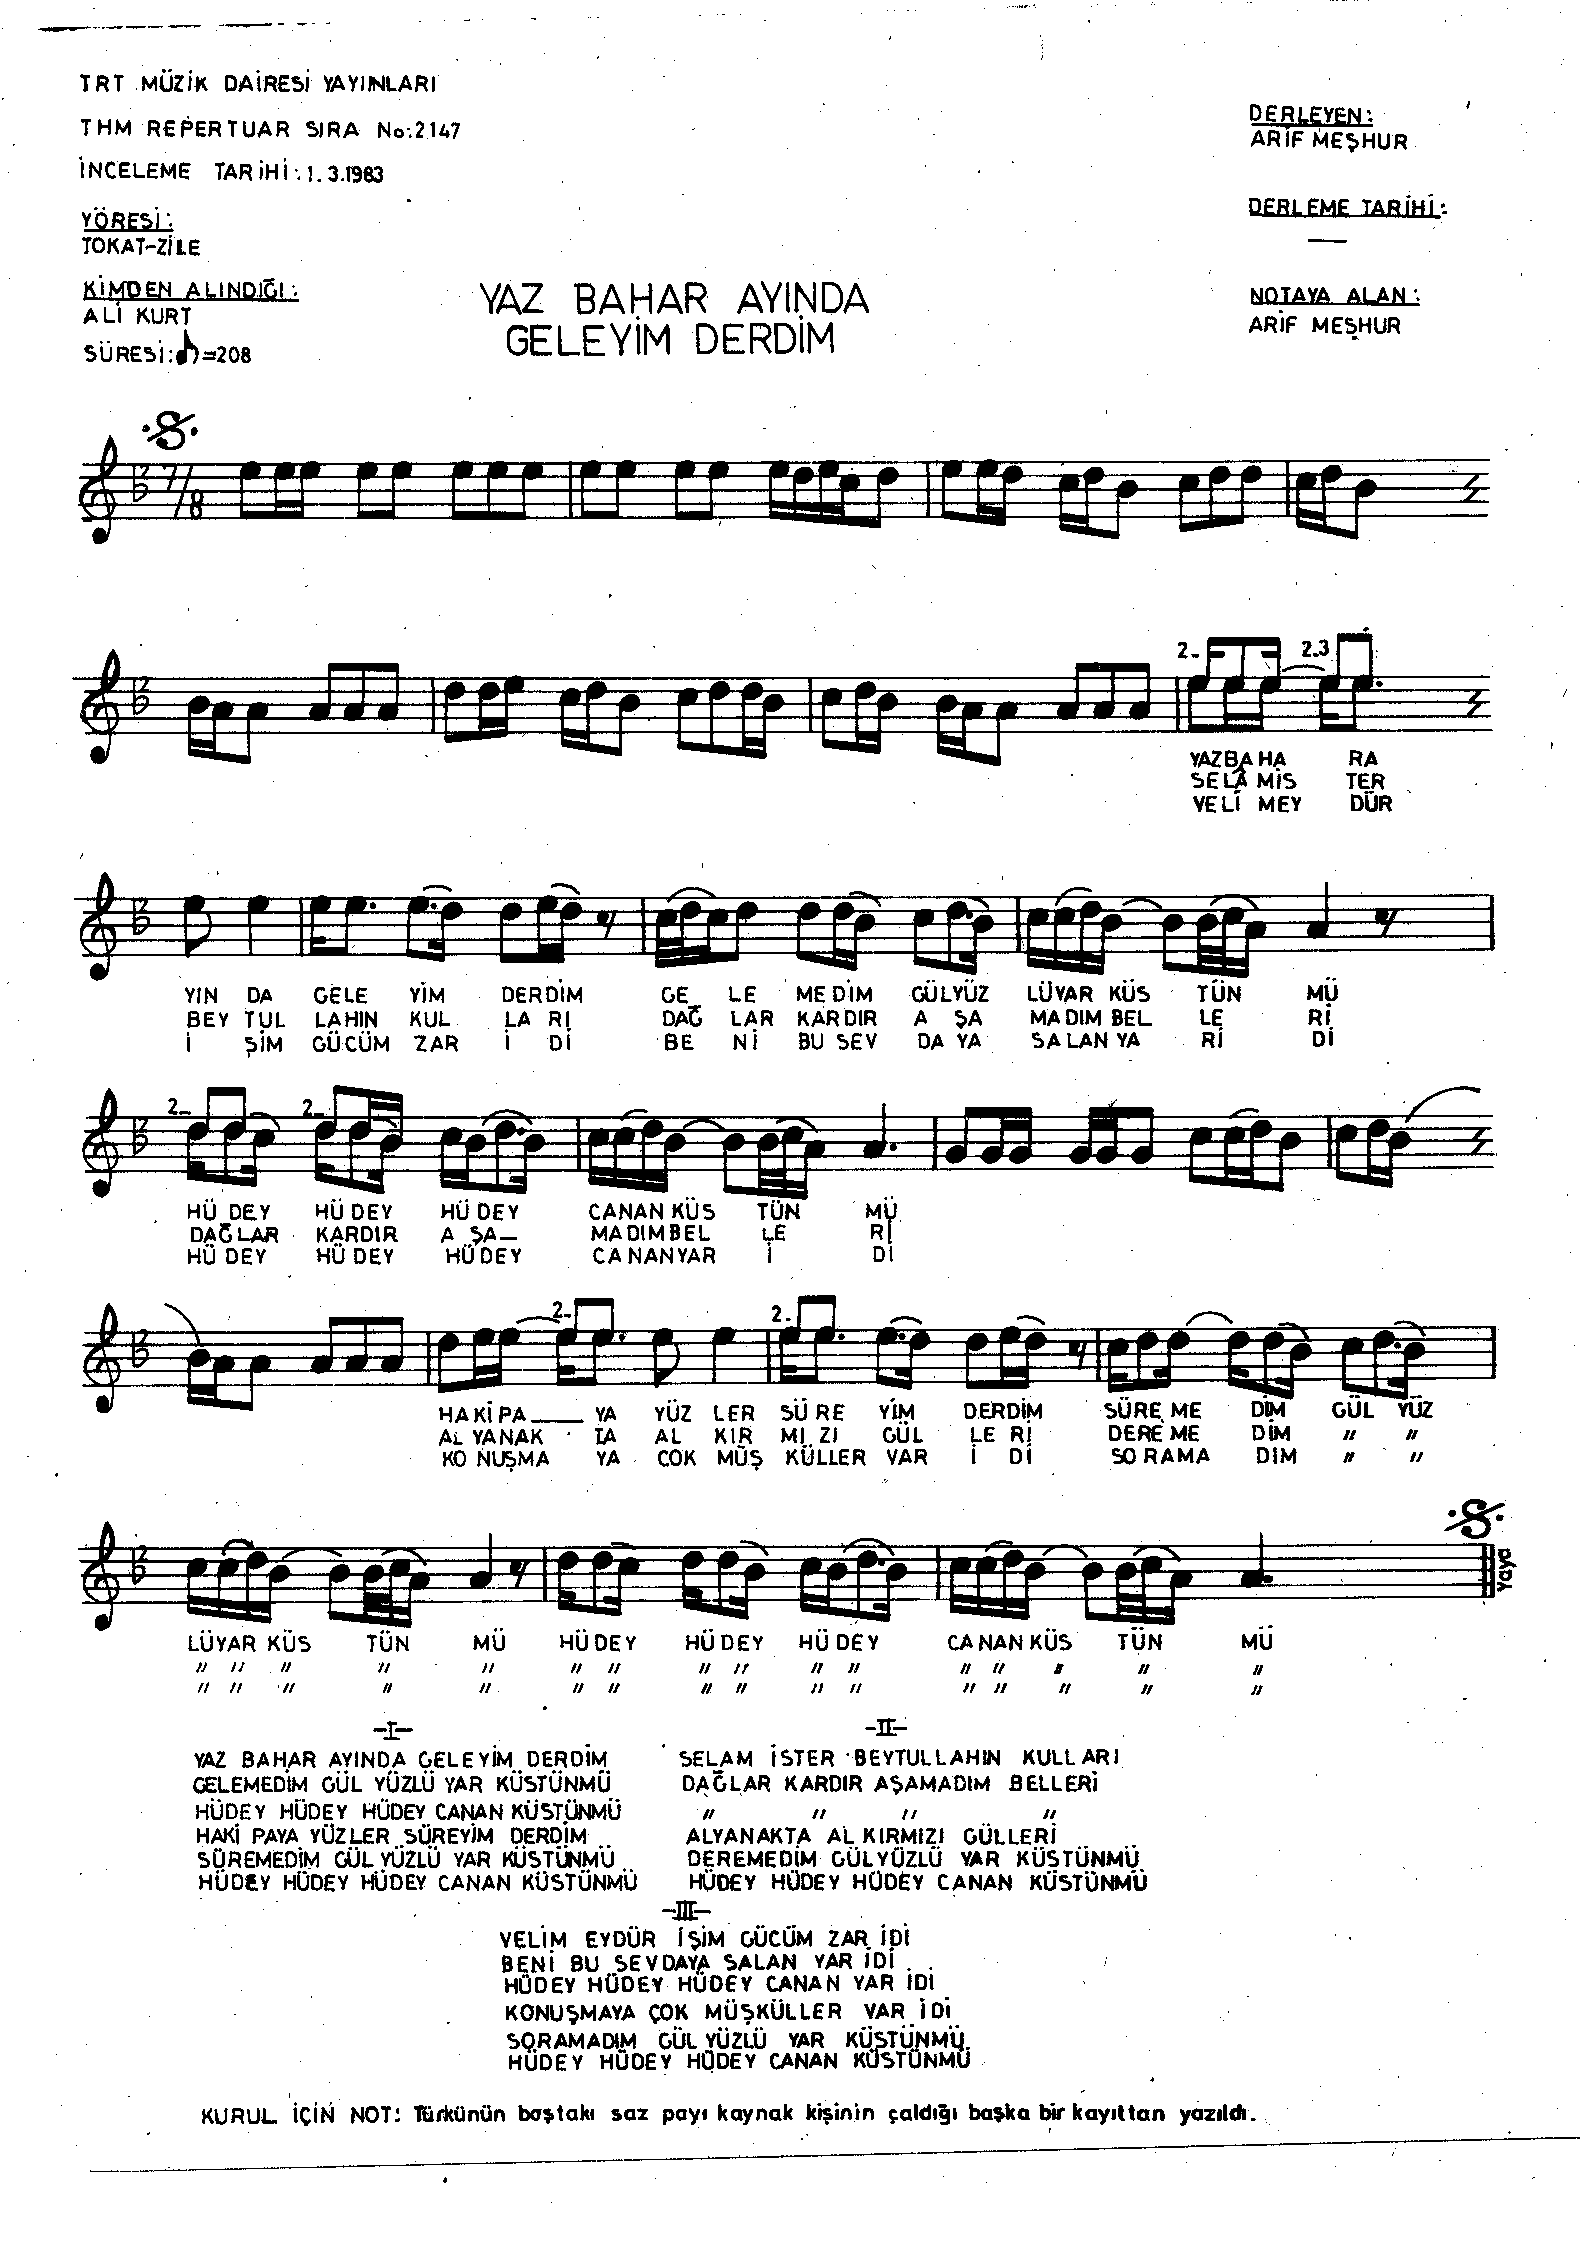 TRT MÜZİK DAİRESİ YAYINLARI
THM REPERTUAR SIRA No:2147
İNCELEME TARİHİ: 1.3.1983
YÖRESİ:
TOKAT-ZİLE
KİMDEN ALINDIĞI:
ALİ KURT
SÜRESİ: ♪=208
YAZ BAHAR AYINDA
GELEYİM DERDİM
DERLEYEN:
ARİF MEŞHUR
DERLEME TARİHİ:
—
NOTAYA ALAN:
ARİF MEŞHUR
7/8
2- 2.3
YAZ BA HA RA
SE LÂ MİS TER
VE LÎ MEY DÜR
YIN DA GELE YİM DERDİM GE LE MEDİM GÜLYÜZ LÜYAR KÜS TÜN MÜ
BEY TUL LAHIN KUL LA RI DAĞ LAR KARDIR A ŞA MADIM BEL LE Rİ
İ ŞİM GÜCÜM ZAR İ Dİ BE Nİ BU SEV DA YA SALAN YA Rİ Dİ
2- 2-
HÜ DEY HÜ DEY HÜ DEY CANAN KÜS TÜN MÜ
DAĞLAR KARDIR A ŞA— MADIMBEL LE Rİ
HÜ DEY HÜ DEY HÜ DEY CANANYAR İ Dİ
2- 2-
HA Kİ PA___ YA YÜZ LER SÜ RE YİM DERDİM SÜRE ME DİM GÜL YÜZ
AL YANAK TA AL KIR MI ZI GÜL LE Rİ DERE ME DİM " "
KO NUŞMA YA ÇOK MÜŞ KÜLLER VAR İ Dİ SO RAMA DIM " "
LÜYAR KÜS TÜN MÜ HÜ DEY HÜ DEY HÜ DEY CA NAN KÜS TÜN MÜ
" " " " " " " " " " " " " " " "
" " " " " " " " " " " " " " " "
Yaya
-I-
YAZ BAHAR AYINDA GELEYİM DERDİM
GELEMEDİM GÜL YÜZLÜ YAR KÜSTÜNMÜ
HÜDEY HÜDEY HÜDEY CANAN KÜSTÜNMÜ
HAKİ PAYA YÜZLER SÜREYİM DERDİM
SÜREMEDİM GÜL YÜZLÜ YAR KÜSTÜNMÜ
HÜDEY HÜDEY HÜDEY CANAN KÜSTÜNMÜ
-II-
SELAM İSTER BEYTULLAHIN KULLARI
DAĞLAR KARDIR AŞAMADIM BELLERİ
" " " "
ALYANAKTA AL KIRMIZI GÜLLERİ
DEREMEDİM GÜLYÜZLÜ YAR KÜSTÜNMÜ
HÜDEY HÜDEY HÜDEY CANAN KÜSTÜNMÜ
-III-
VELİM EYDÜR İŞİM GÜCÜM ZAR İDİ
BENİ BU SEVDAYA SALAN YAR İDİ
HÜDEY HÜDEY HÜDEY CANAN YAR İDİ
KONUŞMAYA ÇOK MÜŞKÜLLER VAR İDİ
SORAMADIM GÜL YÜZLÜ YAR KÜSTÜNMÜ
HÜDEY HÜDEY HÜDEY CANAN KÜSTÜNMÜ
KURUL İÇİN NOT: Türkünün baştakı saz payı kaynak kişinin çaldığı başka bir kayıttan yazıldı.